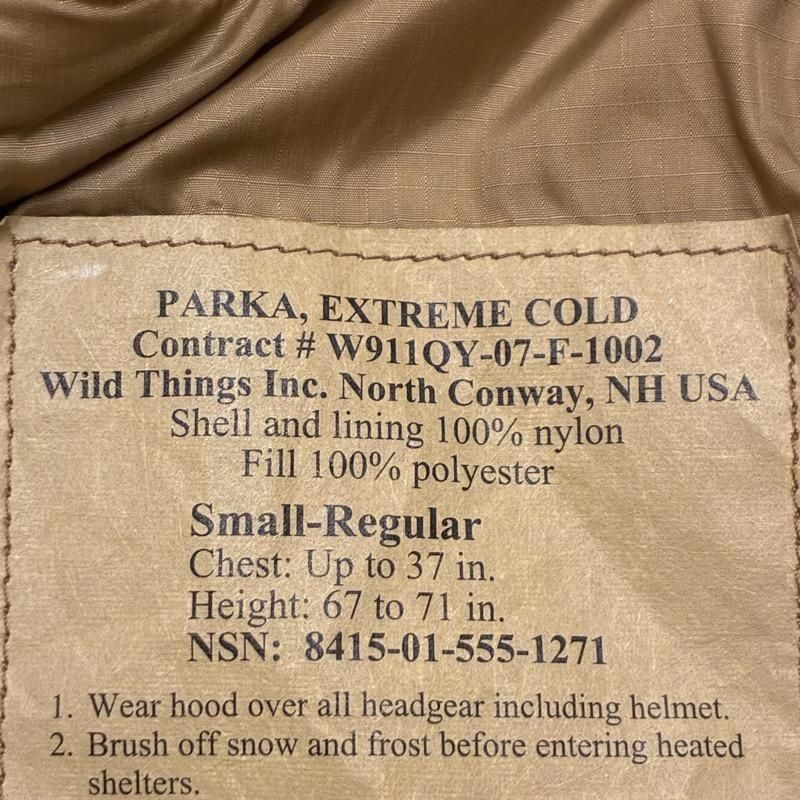 PARKA, EXTREME COLD
Contract # W911QY-07-F-1002
Wild Things Inc. North Conway, NH USA
Shell and lining 100% nylon
Fill 100% polyester
Small-Regular
Chest: Up to 37 in.
Height: 67 to 71 in.
NSN: 8415-01-555-1271
1. Wear hood over all headgear including helmet.
2. Brush off snow and frost before entering heated
shelters.